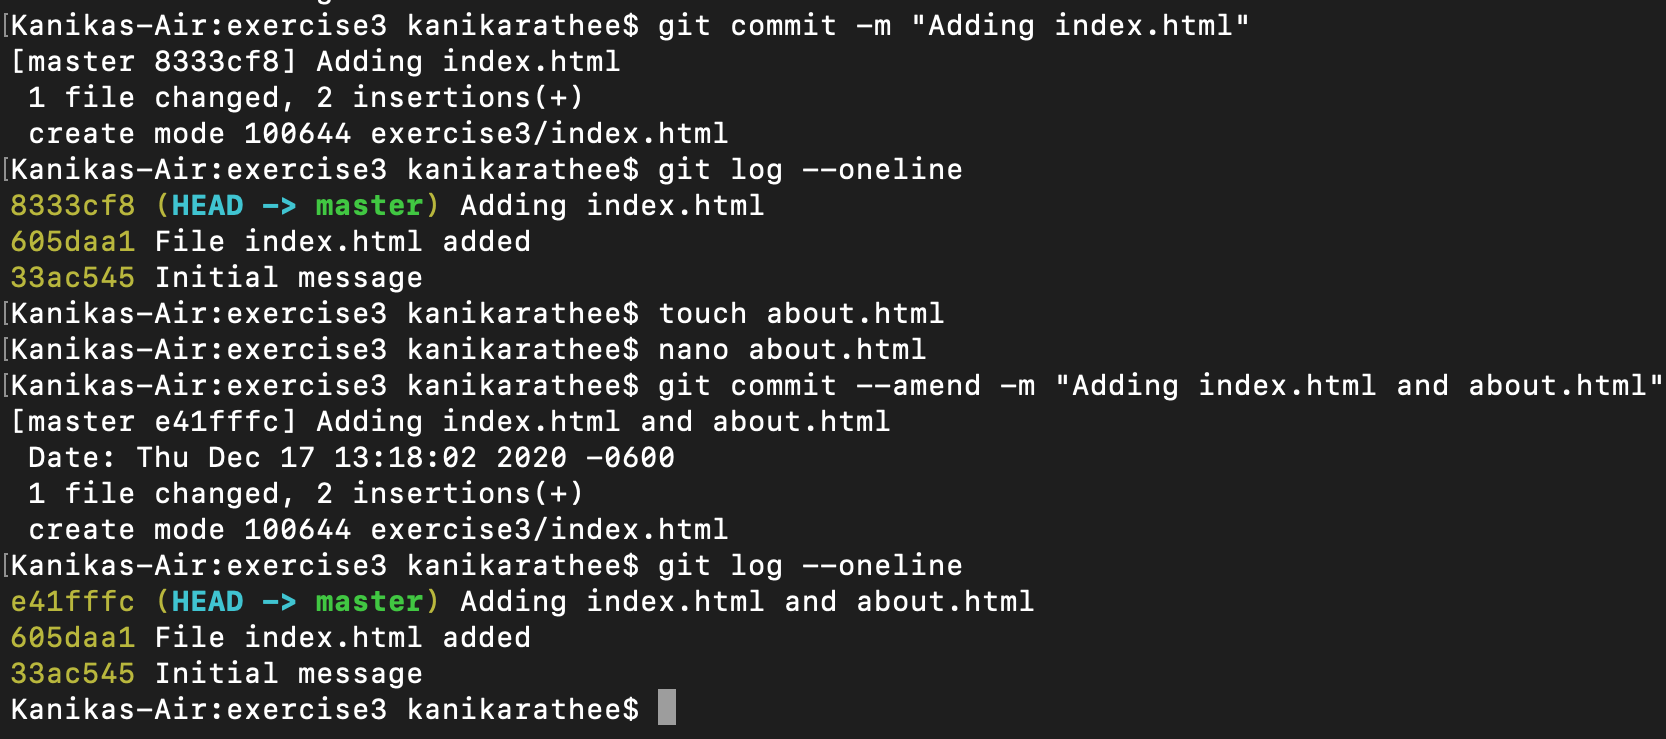 [Kanikas-Air:exercise3 kanikarathee$ git commit -m "Adding index.html"
[master 8333cf8] Adding index.html
 1 file changed, 2 insertions(+)
 create mode 100644 exercise3/index.html
[Kanikas-Air:exercise3 kanikarathee$ git log --oneline
8333cf8 (HEAD -> master) Adding index.html
605daa1 File index.html added
33ac545 Initial message
[Kanikas-Air:exercise3 kanikarathee$ touch about.html
[Kanikas-Air:exercise3 kanikarathee$ nano about.html
[Kanikas-Air:exercise3 kanikarathee$ git commit --amend -m "Adding index.html and about.html"
[master e41fffc] Adding index.html and about.html
 Date: Thu Dec 17 13:18:02 2020 -0600
 1 file changed, 2 insertions(+)
 create mode 100644 exercise3/index.html
[Kanikas-Air:exercise3 kanikarathee$ git log --oneline
e41fffc (HEAD -> master) Adding index.html and about.html
605daa1 File index.html added
33ac545 Initial message
Kanikas-Air:exercise3 kanikarathee$